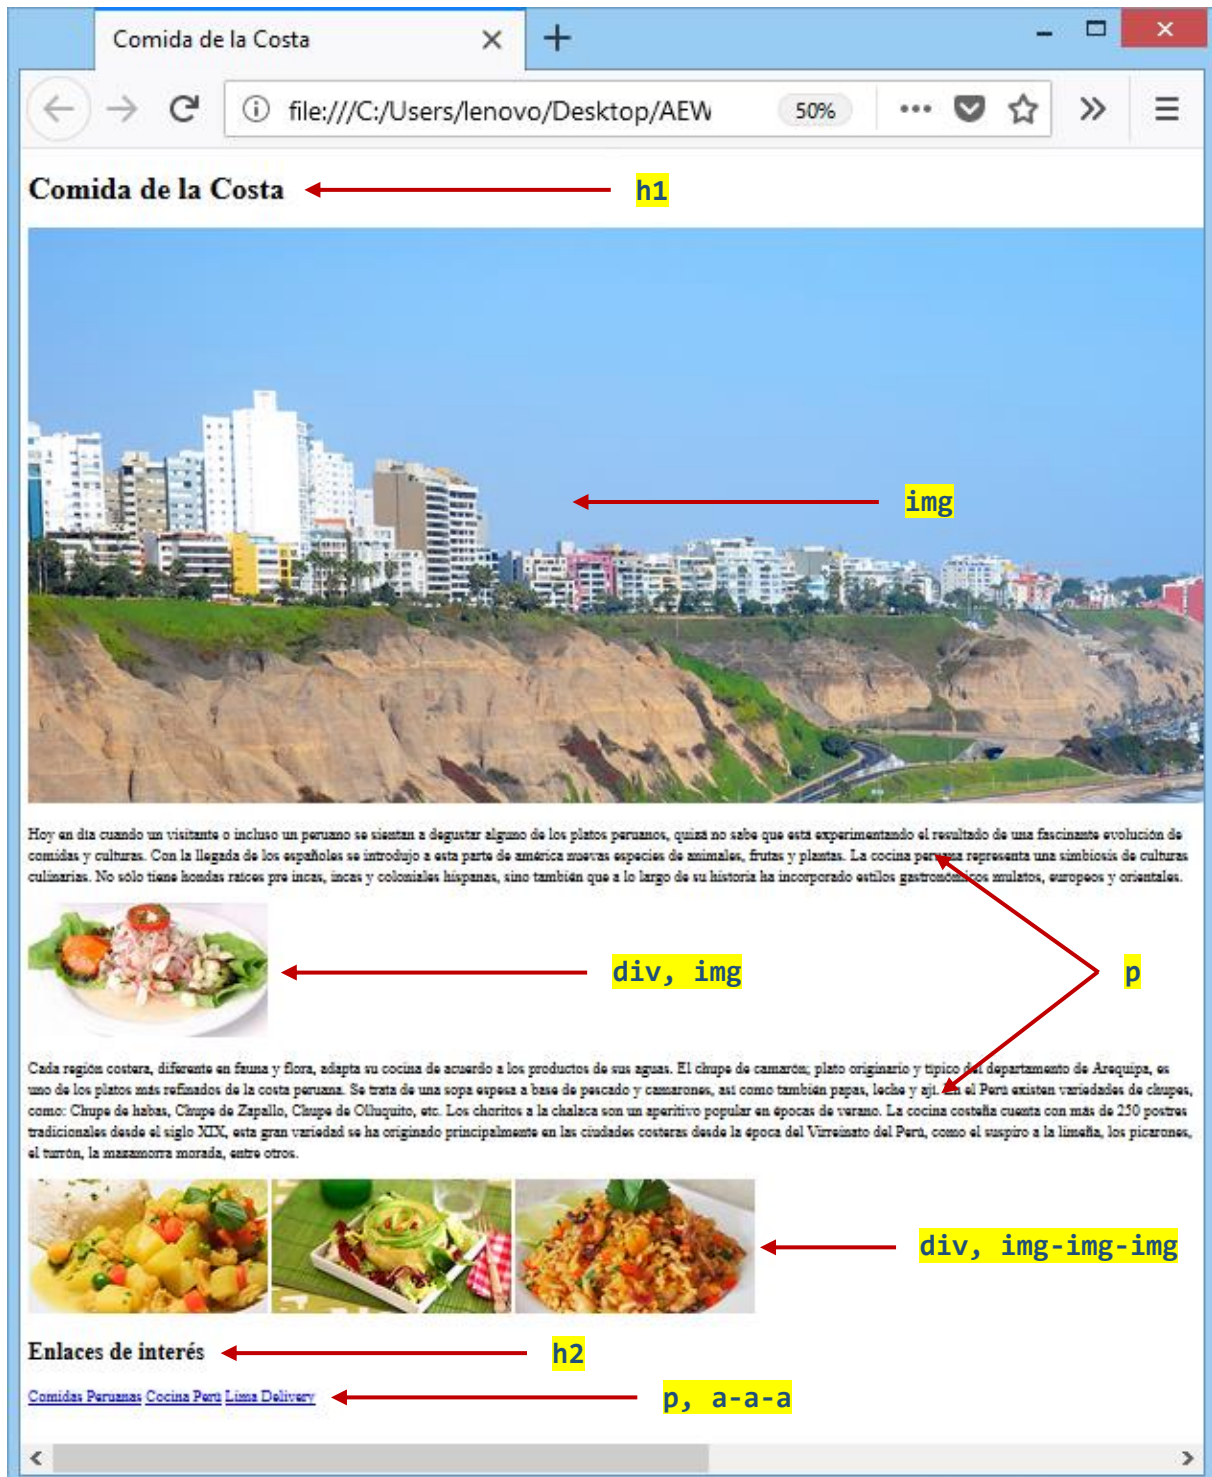 Comida de la Costa
file:///C:/Users/lenovo/Desktop/AEW
50%
Comida de la Costa
h1
img
Hoy en día cuando un visitante o incluso un peruano se sientan a degustar alguno de los platos peruanos, quizá no sabe que está experimentando el resultado de una fascinante evolución de
comidas y culturas. Con la llegada de los españoles se introdujo a esta parte de américa nuevas especies de animales, frutas y plantas. La cocina peruana representa una simbiosis de culturas
culinarias. No sólo tiene hondas raíces pre incas, incas y coloniales hispanas, sino también que a lo largo de su historia ha incorporado estilos gastronómicos mulatos, europeos y orientales.
div, img
p
Cada región costera, diferente en fauna y flora, adapta su cocina de acuerdo a los productos de sus aguas. El chupe de camarón; plato originario y típico del departamento de Arequipa, es
uno de los platos más refinados de la costa peruana. Se trata de una sopa espesa a base de pescado y camarones, así como también papas, leche y ají. En el Perú existen variedades de chupes,
como: Chupe de habas, Chupe de Zapallo, Chupe de Olluquito, etc. Los choritos a la chalaca son un aperitivo popular en épocas de verano. La cocina costeña cuenta con más de 250 postres
tradicionales desde el siglo XIX, esta gran variedad se ha originado principalmente en las ciudades costeras desde la época del Virreinato del Perú, como el suspiro a la limeña, los picarones,
el turrón, la mazamorra morada, entre otros.
div, img-img-img
Enlaces de interés
h2
Comidas Peruanas Cocina Perú Lima Delivery
p, a-a-a